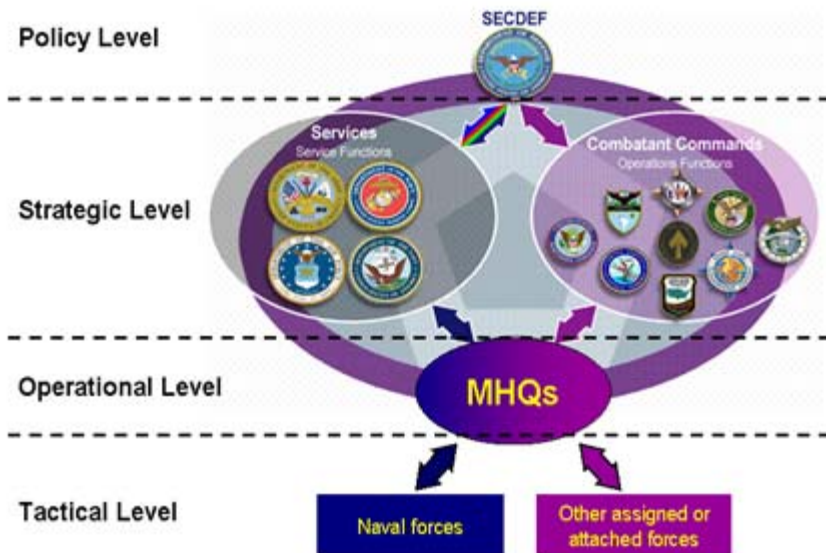 SECDEF
Policy Level
Services
Service Functions
Combatant Commands
Operations Functions
Strategic Level
Operational Level
MHQs
Tactical Level
Naval forces
Other assigned or
attached forces